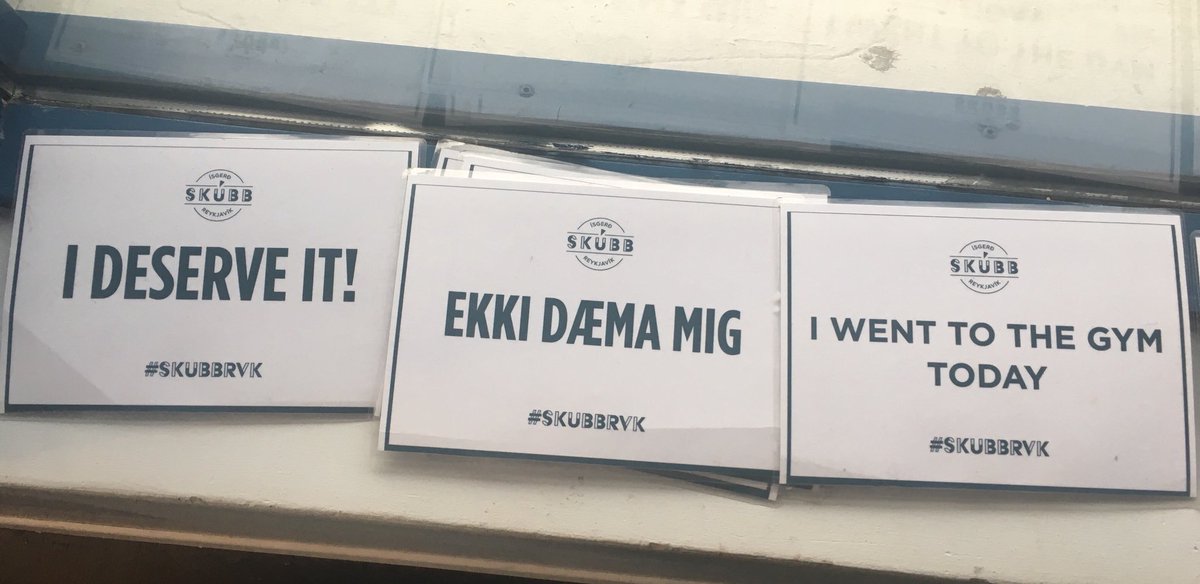 ÍSGERÐ
SKÚBB
REYKJAVÍK
I DESERVE IT!
#SKUBBRVK
ÍSGERÐ
SKÚBB
REYKJAVÍK
EKKI DÆMA MIG
#SKUBBRVK
ÍSGERÐ
SKÚBB
REYKJAVÍK
I WENT TO THE GYM
TODAY
#SKUBBRVK